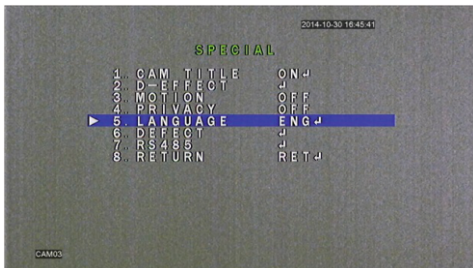 2014-10-30 16:45:41
SPECIAL
1. CAM TITLE ON↲
2. D-EFFECT ↲
3. MOTION OFF
4. PRIVACY OFF
5. LANGUAGE ENG↲
6. DEFECT ↲
7. RS485 ↲
8. RETURN RET↲
CAM03